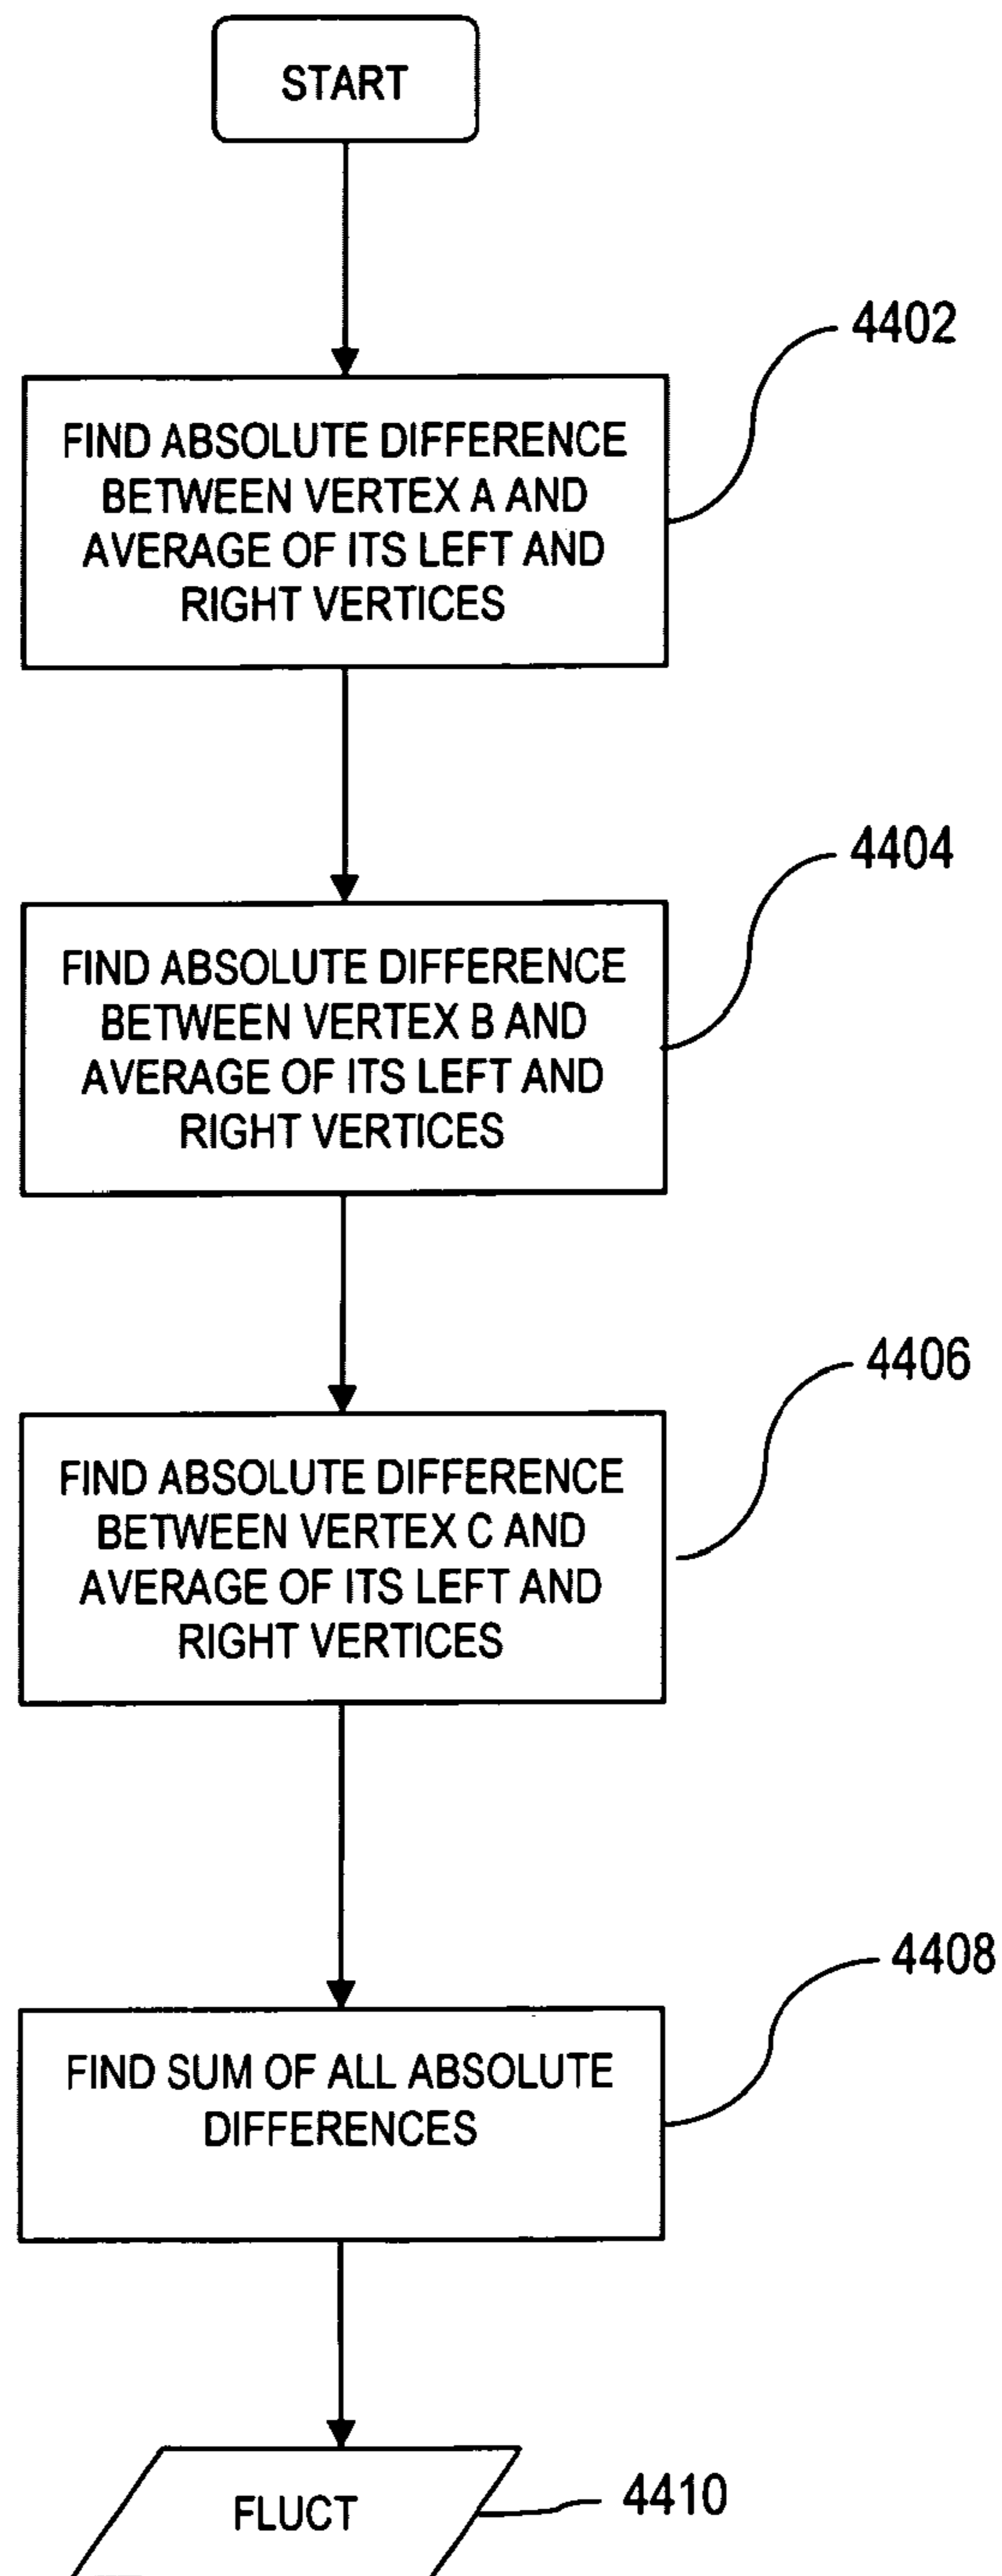 START
4402
FIND ABSOLUTE DIFFERENCE
BETWEEN VERTEX A AND
AVERAGE OF ITS LEFT AND
RIGHT VERTICES
4404
FIND ABSOLUTE DIFFERENCE
BETWEEN VERTEX B AND
AVERAGE OF ITS LEFT AND
RIGHT VERTICES
4406
FIND ABSOLUTE DIFFERENCE
BETWEEN VERTEX C AND
AVERAGE OF ITS LEFT AND
RIGHT VERTICES
4408
FIND SUM OF ALL ABSOLUTE
DIFFERENCES
FLUCT
4410